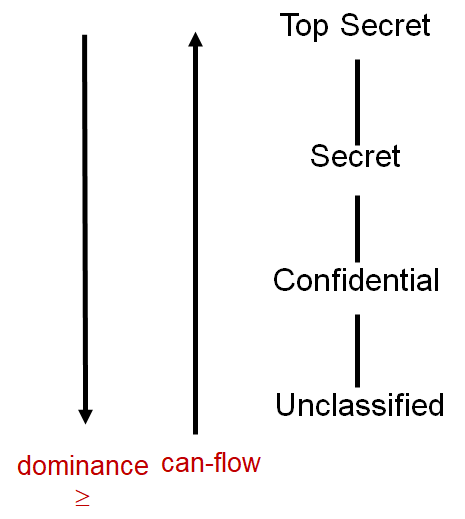 Top Secret
Secret
Confidential
Unclassified
dominance
≥
can-flow